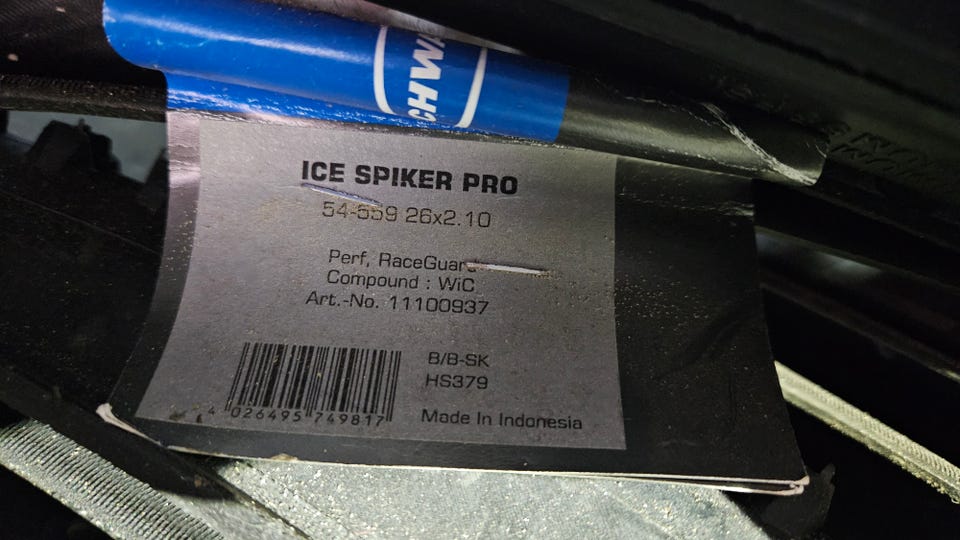 CHWA
ICE SPIKER PRO
54-559 26x2.10
Perf, RaceGuard
Compound : WiC
Art.-No. 11100937
B/B-SK
HS379
4 026495 749817
Made In Indonesia